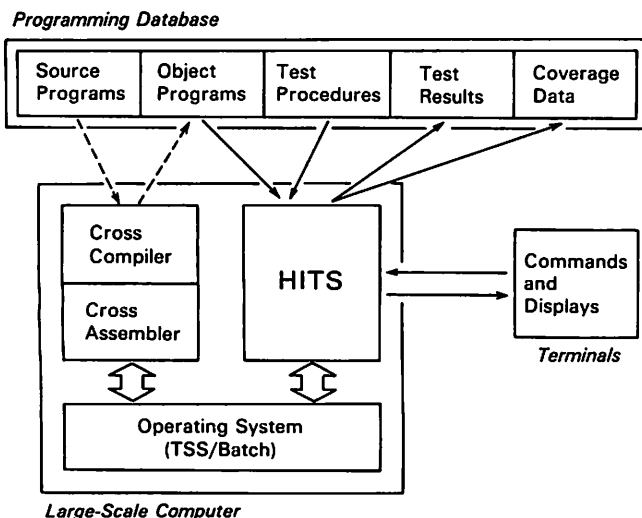 Programming Database
Source Programs
Object Programs
Test Procedures
Test Results
Coverage Data
Cross Compiler
Cross Assembler
HITS
Commands and Displays
Terminals
Operating System
(TSS/Batch)
Large-Scale Computer